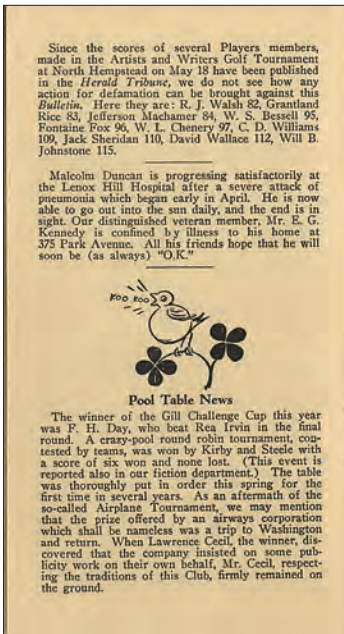 Since the scores of several Players members,
made in the Artists and Writers Golf Tournament
at North Hempstead on May 18 have been published
in the Herald Tribune, we do not see how any
action for defamation can be brought against this
Bulletin. Here they are: R. J. Walsh 82, Grantland
Rice 83, Jefferson Machamer 84, W. S. Bessell 95,
Fontaine Fox 96, W. L. Chenery 97, C. D. Williams
109, Jack Sheridan 110, David Wallace 112, Will B.
Johnstone 115.
Malcolm Duncan is progressing satisfactorily at
the Lenox Hill Hospital after a severe attack of
pneumonia which began early in April. He is now
able to go out into the sun daily, and the end is in
sight. Our distinguished veteran member, Mr. E. G.
Kennedy is confined by illness to his home at
375 Park Avenue. All his friends hope that he will
soon be (as always) "O.K."
KOO KOO
Pool Table News
The winner of the Gill Challenge Cup this year
was F. H. Day, who beat Rea Irvin in the final
round. A crazy-pool round robin tournament, con-
tested by teams, was won by Kirby and Steele with
a score of six won and none lost. (This event is
reported also in our fiction department.) The table
was thoroughly put in order this spring for the
first time in several years. As an aftermath of the
so-called Airplane Tournament, we may mention
that the prize offered by an airways corporation
which shall be nameless was a trip to Washington
and return. When Lawrence Cecil, the winner, dis-
covered that the company insisted on some pub-
licity work on their own behalf, Mr. Cecil, respect-
ing the traditions of this Club, firmly remained on
the ground.